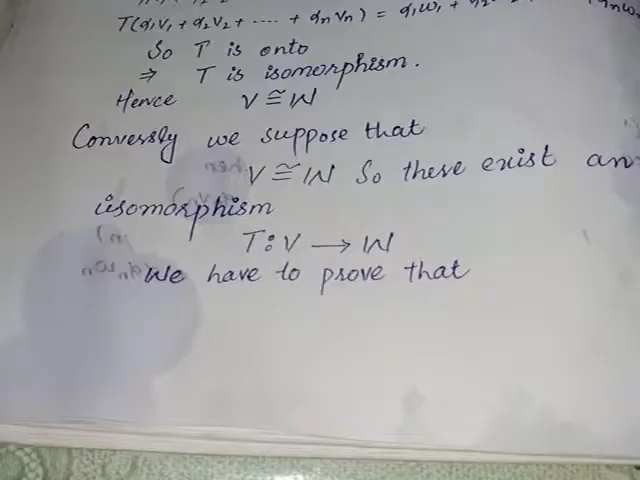 T(α₁v₁ + α₂v₂ + ---- + αₙvₙ) = α₁w₁ +
So T is onto
⇒ T is isomorphism.
Hence V ≅ W
Conversly we suppose that
V ≅ W So there exist an
isomorphism
T : V → W
We have to prove that